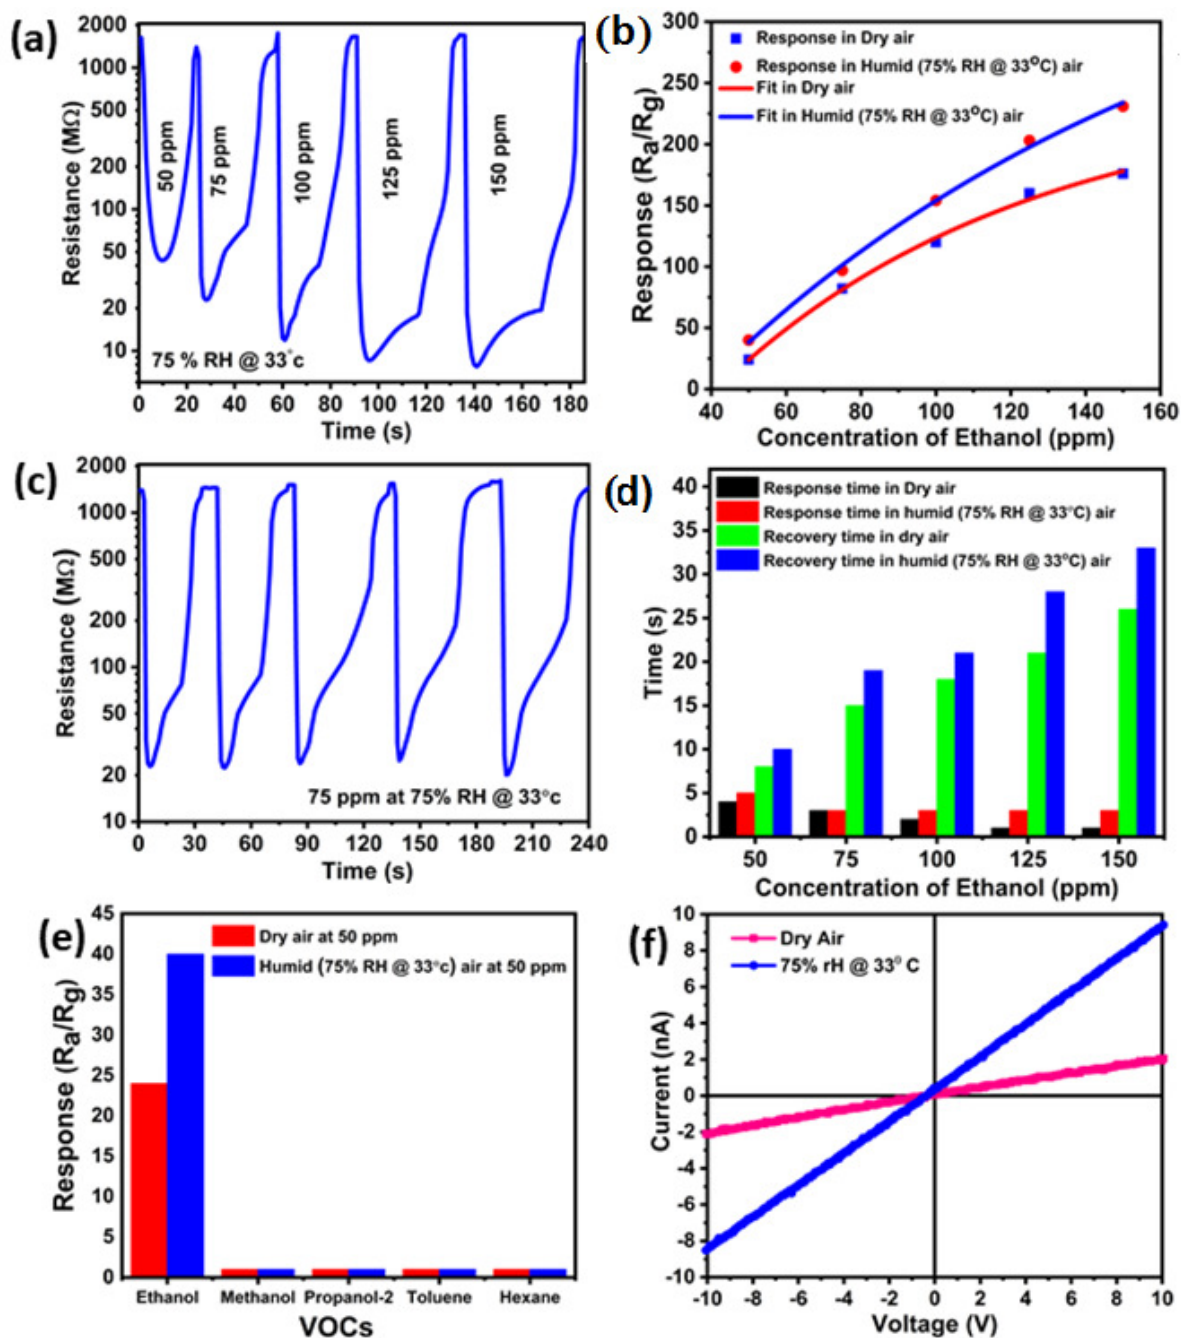 (a)
2000
1000
500
200
100
50
20
10
Resistance (MΩ)
50 ppm
75 ppm
100 ppm
125 ppm
150 ppm
75 % RH @ 33°c
0 20 40 60 80 100 120 140 160 180
Time (s)
(b)
300
250
200
150
100
50
0
Response (Ra/Rg)
Response in Dry air
Response in Humid (75% RH @ 33OC) air
Fit in Dry air
Fit in Humid (75% RH @ 33OC) air
40 60 80 100 120 140 160
Concentration of Ethanol (ppm)
(c)
2000
1000
500
200
100
50
20
10
Resistance (MΩ)
75 ppm at 75% RH @ 33°c
0 30 60 90 120 150 180 210 240
Time (s)
(d)
40
35
30
25
20
15
10
5
0
Time (s)
Response time in Dry air
Response time in humid (75% RH @ 33°C) air
Recovery time in dry air
Recovery time in humid (75% RH @ 33OC) air
50 75 100 125 150
Concentration of Ethanol (ppm)
(e)
45
40
35
30
25
20
15
10
5
0
Response (Ra/Rg)
Dry air at 50 ppm
Humid (75% RH @ 33°c) air at 50 ppm
Ethanol Methanol Propanol-2 Toluene Hexane
VOCs
(f)
10
8
6
4
2
0
-2
-4
-6
-8
-10
Current (nA)
Dry Air
75% rH @ 33⁰ C
-10 -8 -6 -4 -2 0 2 4 6 8 10
Voltage (V)